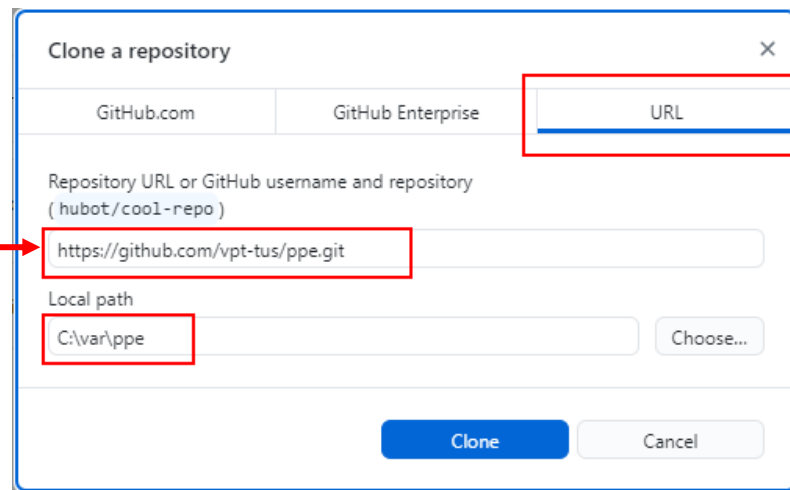 Clone a repository
GitHub.com GitHub Enterprise URL
Repository URL or GitHub username and repository
(hubot/cool-repo)
https://github.com/vpt-tus/ppe.git
Local path
C:\var\ppe Choose...
Clone Cancel